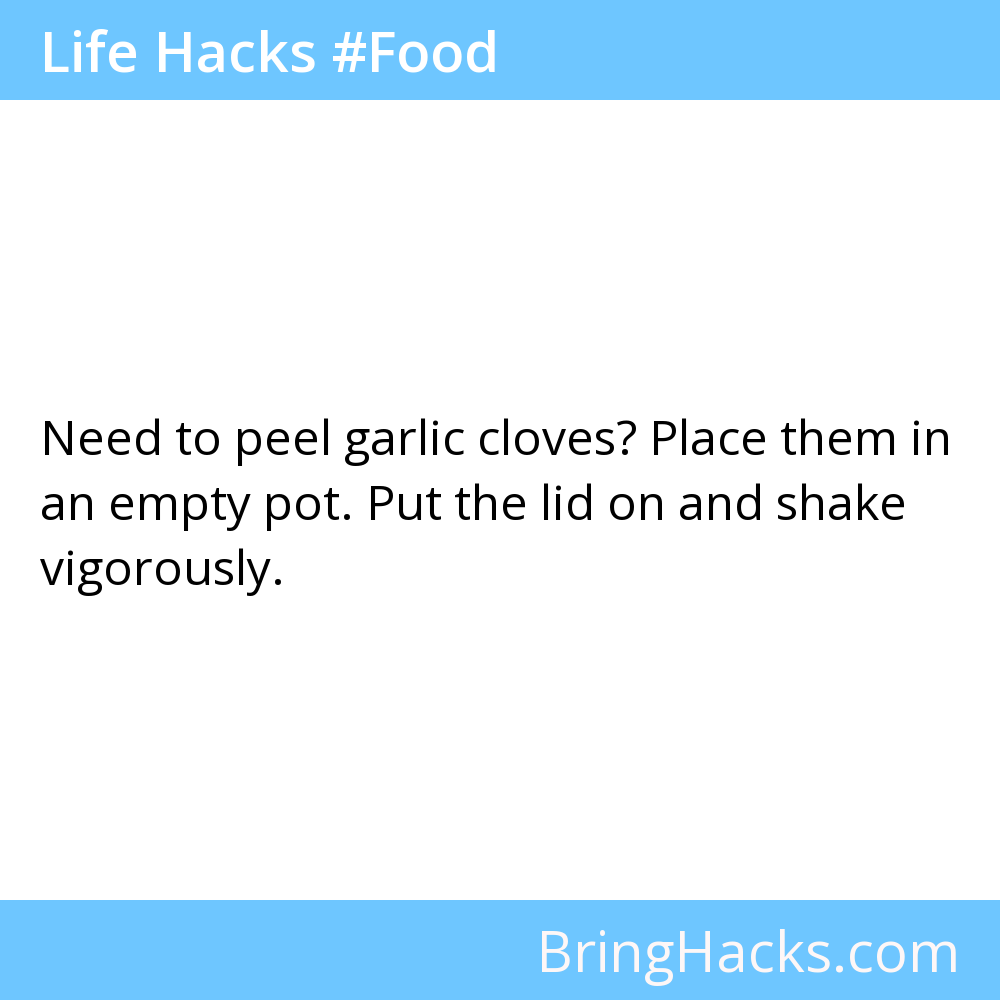 Life Hacks #Food
Need to peel garlic cloves? Place them in
an empty pot. Put the lid on and shake
vigorously.
BringHacks.com